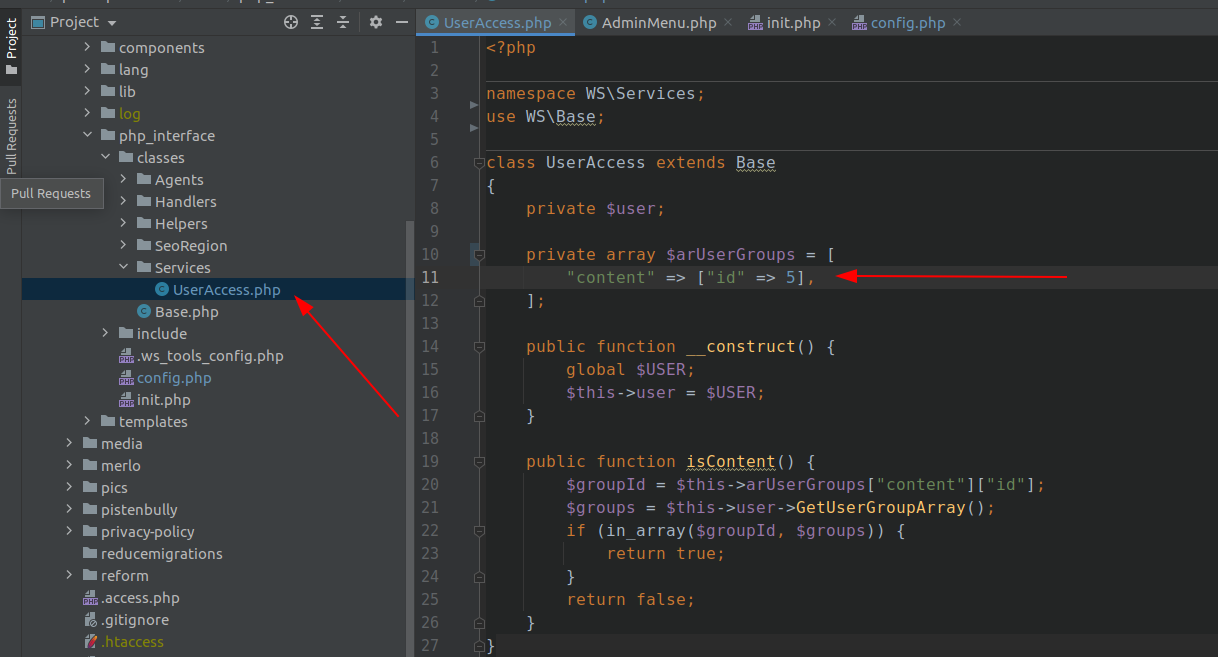 Project
Project
Pull Requests
Pull Requests
components
lang
lib
log
php_interface
classes
Agents
Handlers
Helpers
SeoRegion
Services
UserAccess.php
Base.php
include
.ws_tools_config.php
config.php
init.php
templates
media
merlo
pics
pistenbully
privacy-policy
reducemigrations
reform
.access.php
.gitignore
.htaccess
UserAccess.php
AdminMenu.php
init.php
config.php
1 <?php
2
3 namespace WS\Services;
4 use WS\Base;
5
6 class UserAccess extends Base
7 {
8 private $user;
9
10 private array $arUserGroups = [
11 "content" => ["id" => 5],
12 ];
13
14 public function __construct() {
15 global $USER;
16 $this->user = $USER;
17 }
18
19 public function isContent() {
20 $groupId = $this->arUserGroups["content"]["id"];
21 $groups = $this->user->GetUserGroupArray();
22 if (in_array($groupId, $groups)) {
23 return true;
24 }
25 return false;
26 }
27 }